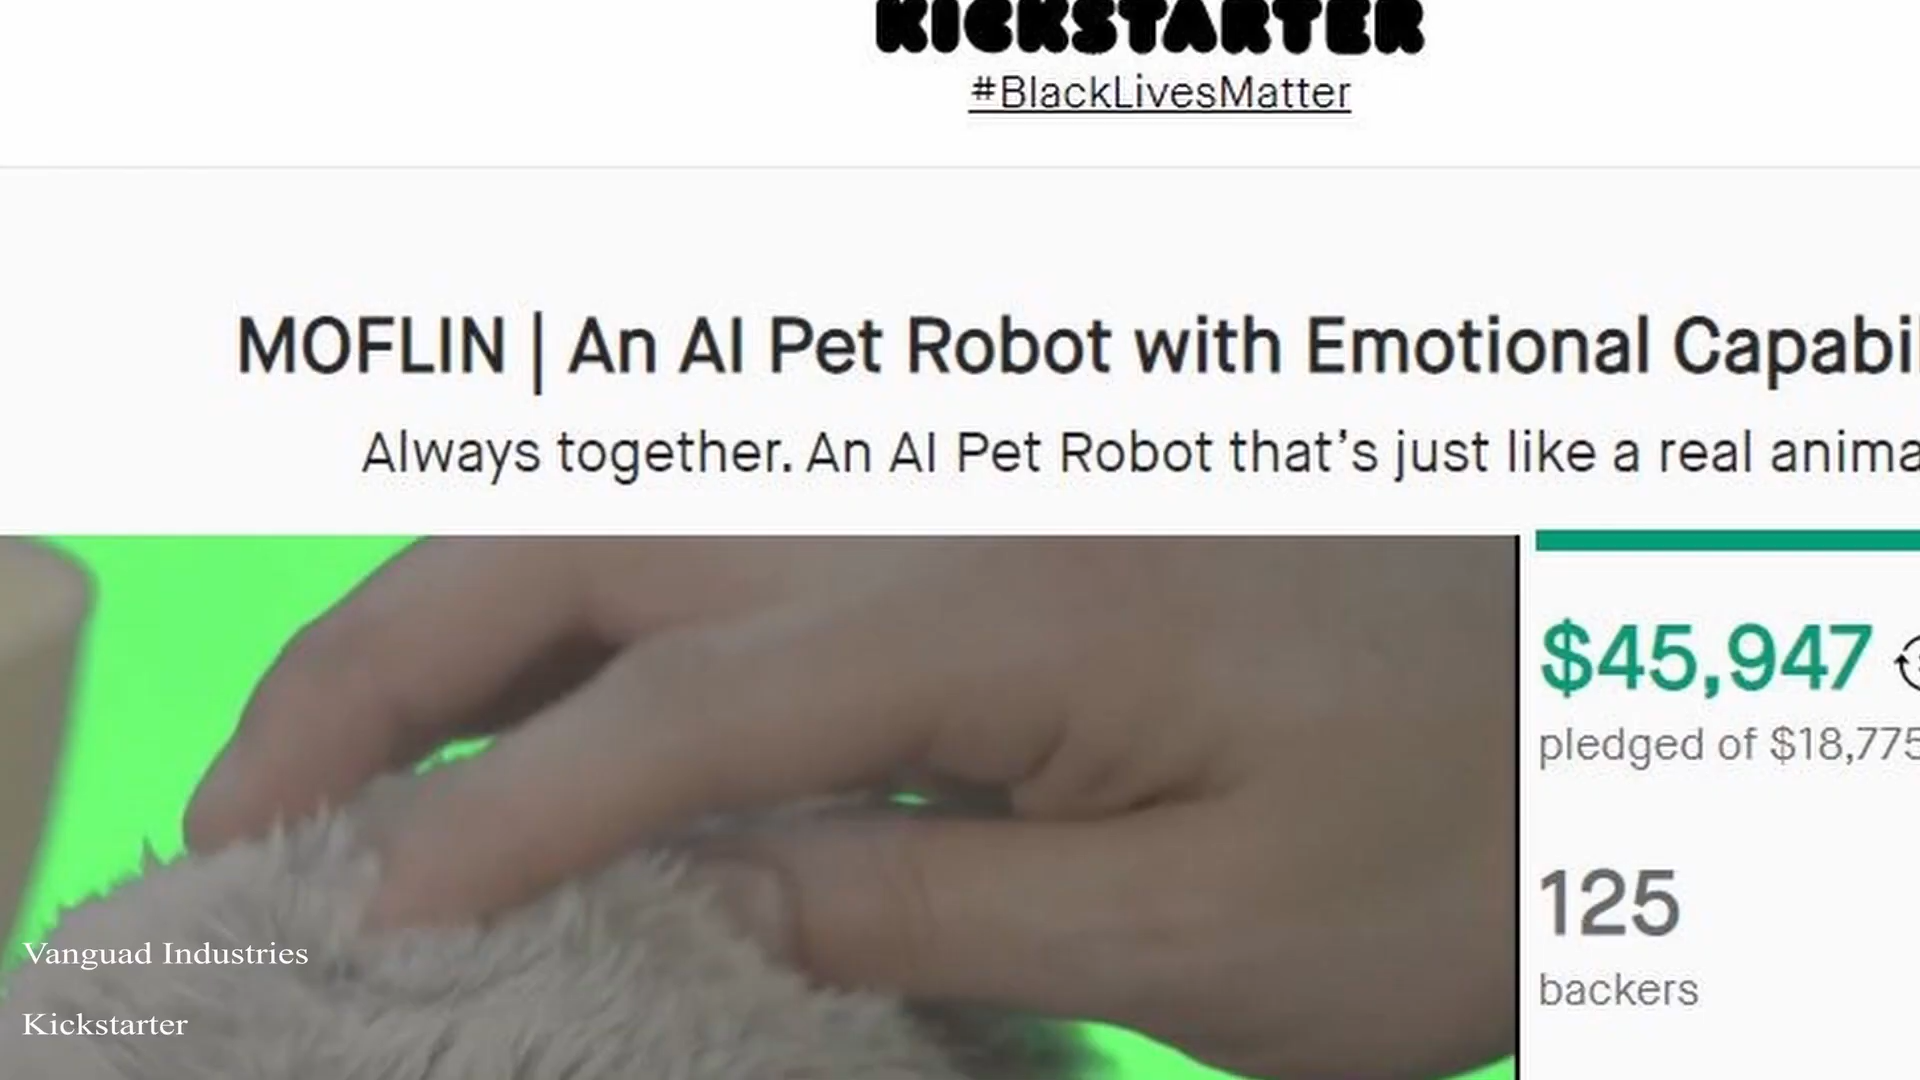 KICKSTARTER
#BlackLivesMatter
MOFLIN | An AI Pet Robot with Emotional Capabil
Always together. An AI Pet Robot that's just like a real anima
$45,947
pledged of $18,775
125
backers
Vanguad Industries
Kickstarter